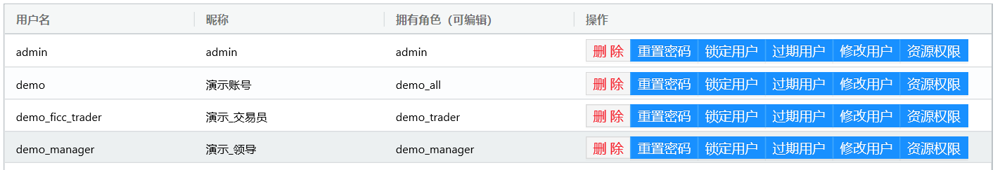 用户名 昵称 拥有角色（可编辑） 操作
admin admin admin 删 除 重置密码 锁定用户 过期用户 修改用户 资源权限
demo 演示账号 demo_all 删 除 重置密码 锁定用户 过期用户 修改用户 资源权限
demo_ficc_trader 演示_交易员 demo_trader 删 除 重置密码 锁定用户 过期用户 修改用户 资源权限
demo_manager 演示_领导 demo_manager 删 除 重置密码 锁定用户 过期用户 修改用户 资源权限